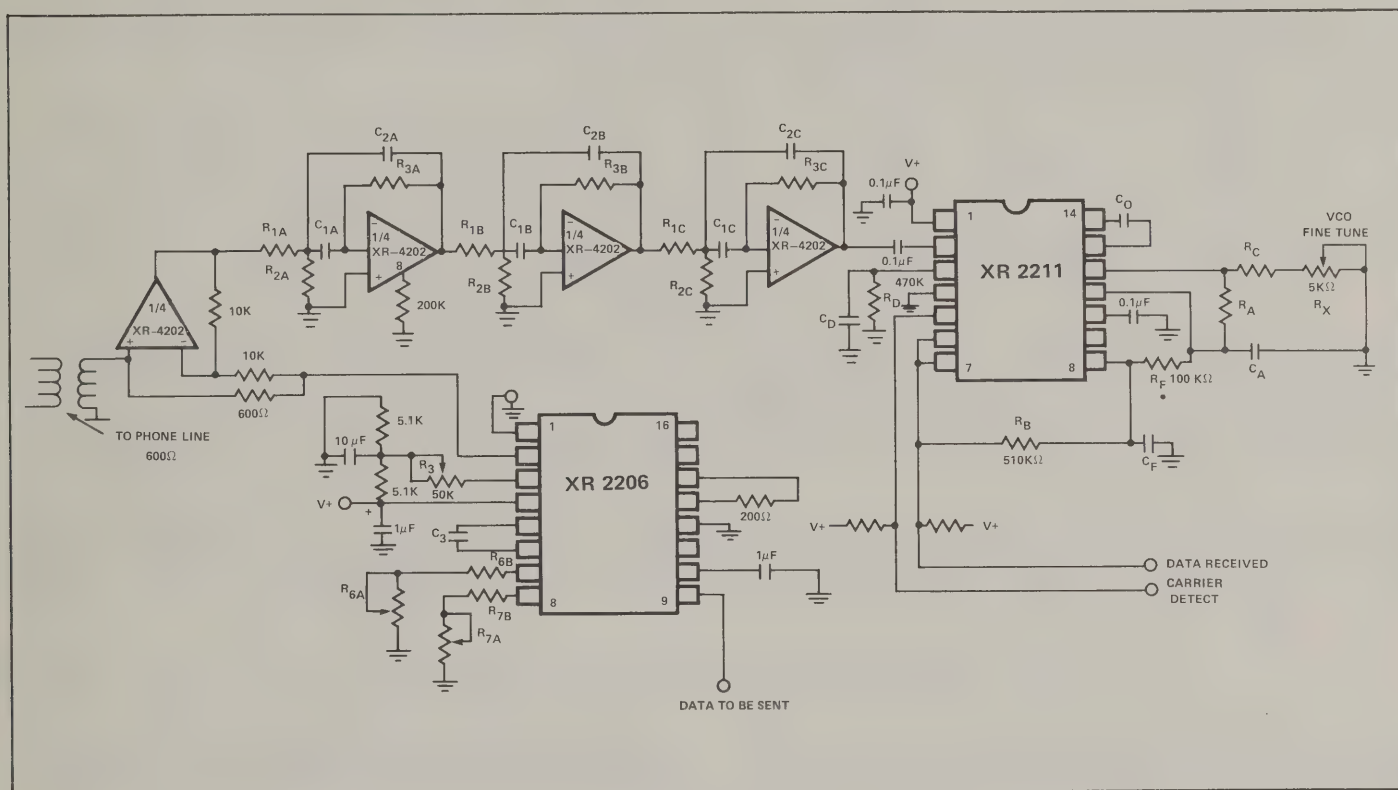 C2A
R3A
R1A
C1A
R2A
1/4
XR-4202
8
200K
C2B
R3B
R1B
C1B
R2B
1/4
XR-4202
C2C
R3C
R1C
C1C
R2C
1/4
XR-4202
1/4
XR-4202
10K
10K
600Ω
TO PHONE LINE
600Ω
V+
0.1μF
0.1μF
470K
RD
CD
1
14
XR 2211
7
8
CO
RC
VCO
FINE TUNE
5KΩ
RX
RA
0.1μF
CA
RF 100 KΩ
RB
510KΩ
CF
V+
V+
DATA RECEIVED
CARRIER
DETECT
5.1K
10 μF
R3
50K
5.1K
V+
+
1μF
C3
R6B
R6A
R7B
R7A
1
16
XR 2206
8
9
200Ω
1μF
DATA TO BE SENT